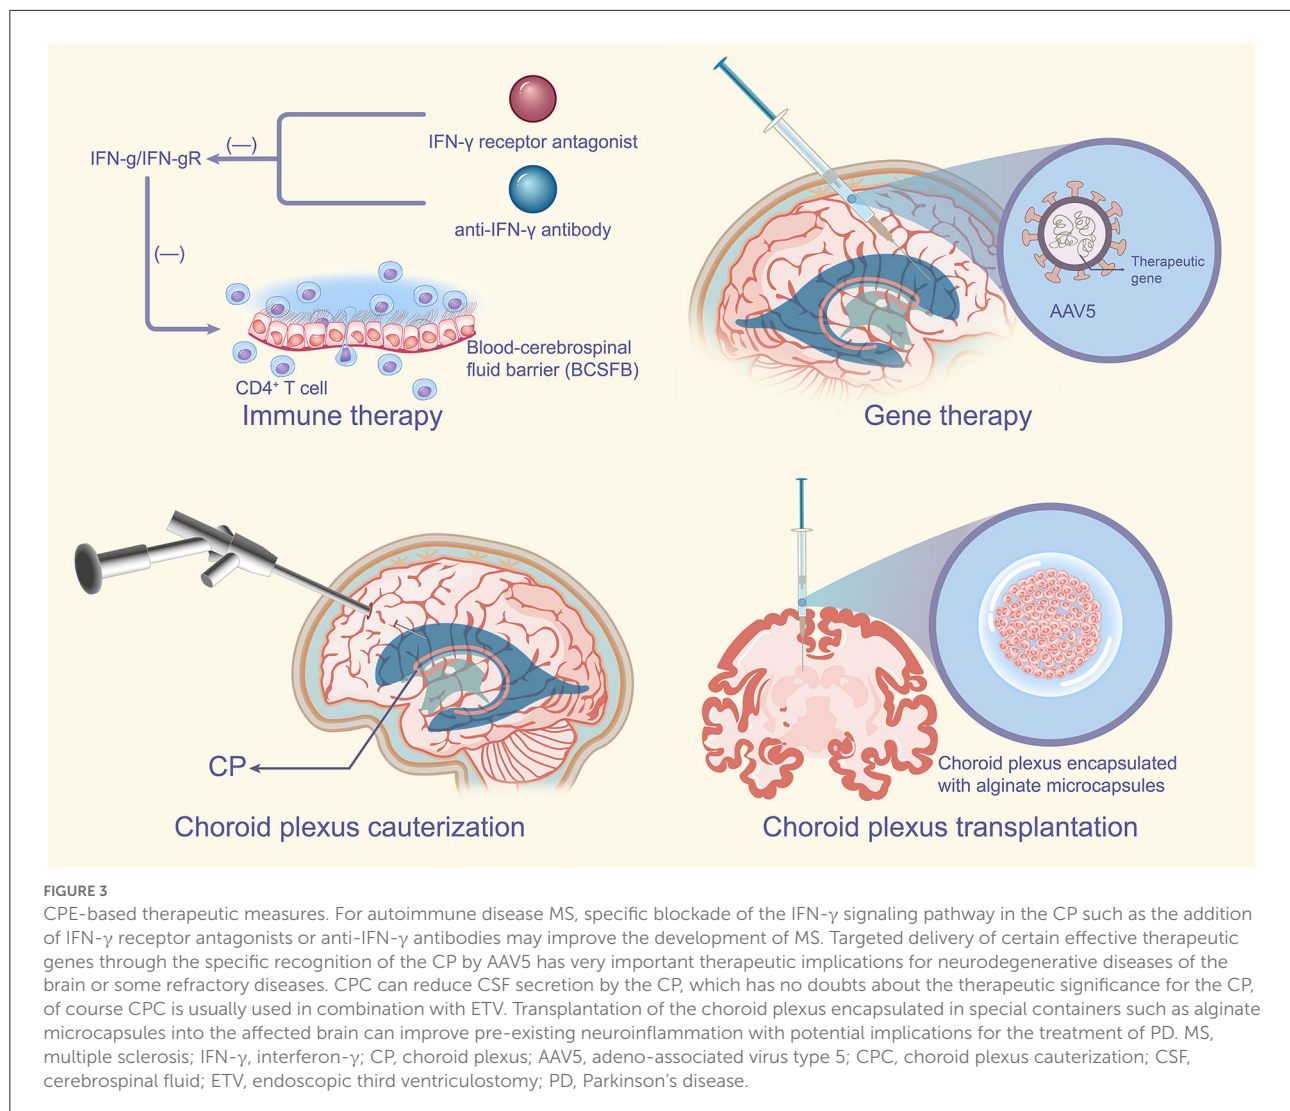 IFN-γ receptor antagonist
(—)
IFN-g/IFN-gR
anti-IFN-γ antibody
(—)
Blood-cerebrospinal
fluid barrier (BCSFB)
CD4⁺ T cell
Immune therapy
Therapeutic
gene
AAV5
Gene therapy
CP
Choroid plexus cauterization
Choroid plexus encapsulated
with alginate microcapsules
Choroid plexus transplantation
FIGURE 3
CPE-based therapeutic measures. For autoimmune disease MS, specific blockade of the IFN-γ signaling pathway in the CP such as the addition
of IFN-γ receptor antagonists or anti-IFN-γ antibodies may improve the development of MS. Targeted delivery of certain effective therapeutic
genes through the specific recognition of the CP by AAV5 has very important therapeutic implications for neurodegenerative diseases of the
brain or some refractory diseases. CPC can reduce CSF secretion by the CP, which has no doubts about the therapeutic significance for the CP,
of course CPC is usually used in combination with ETV. Transplantation of the choroid plexus encapsulated in special containers such as alginate
microcapsules into the affected brain can improve pre-existing neuroinflammation with potential implications for the treatment of PD. MS,
multiple sclerosis; IFN-γ, interferon-γ; CP, choroid plexus; AAV5, adeno-associated virus type 5; CPC, choroid plexus cauterization; CSF,
cerebrospinal fluid; ETV, endoscopic third ventriculostomy; PD, Parkinson's disease.